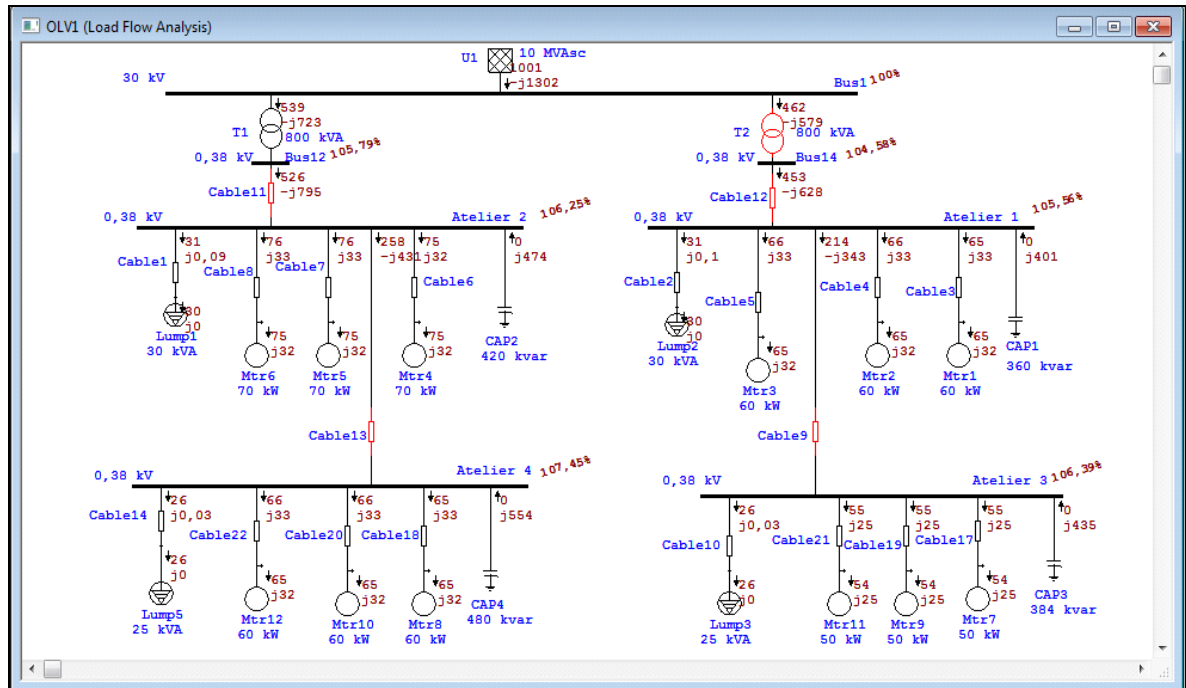 OLV1 (Load Flow Analysis)
U1
10 MVAsc
1001
-j1302
30 kV
Bus1
100%
539
-j723
T1
800 kVA
0,38 kV
Bus12
105,79%
526
-j795
Cable11
462
-j579
T2
800 kVA
0,38 kV
Bus14
104,58%
453
-j628
Cable12
0,38 kV
Atelier 2
106,25%
31
j0,09
76
j33
76
j33
258
-j431
75
j32
0
j474
Cable1
Cable8
Cable7
Cable6
30
j0
75
j32
75
j32
75
j32
Lump1
30 kVA
Mtr6
70 kW
Mtr5
70 kW
Mtr4
70 kW
CAP2
420 kvar
0,38 kV
Atelier 1
105,56%
31
j0,1
66
j33
214
-j343
66
j33
65
j33
0
j401
Cable2
Cable5
Cable4
Cable3
30
j0
65
j32
65
j32
65
j32
Lump2
30 kVA
Mtr3
60 kW
Mtr2
60 kW
Mtr1
60 kW
CAP1
360 kvar
Cable13
Cable9
0,38 kV
Atelier 4
107,45%
26
j0,03
66
j33
66
j33
65
j33
0
j554
Cable14
Cable22
Cable20
Cable18
26
j0
65
j32
65
j32
65
j32
Lump5
25 kVA
Mtr12
60 kW
Mtr10
60 kW
Mtr8
60 kW
CAP4
480 kvar
0,38 kV
Atelier 3
106,39%
26
j0,03
55
j25
55
j25
55
j25
0
j435
Cable10
Cable21
Cable19
Cable17
26
j0
54
j25
54
j25
54
j25
Lump3
25 kVA
Mtr11
50 kW
Mtr9
50 kW
Mtr7
50 kW
CAP3
384 kvar